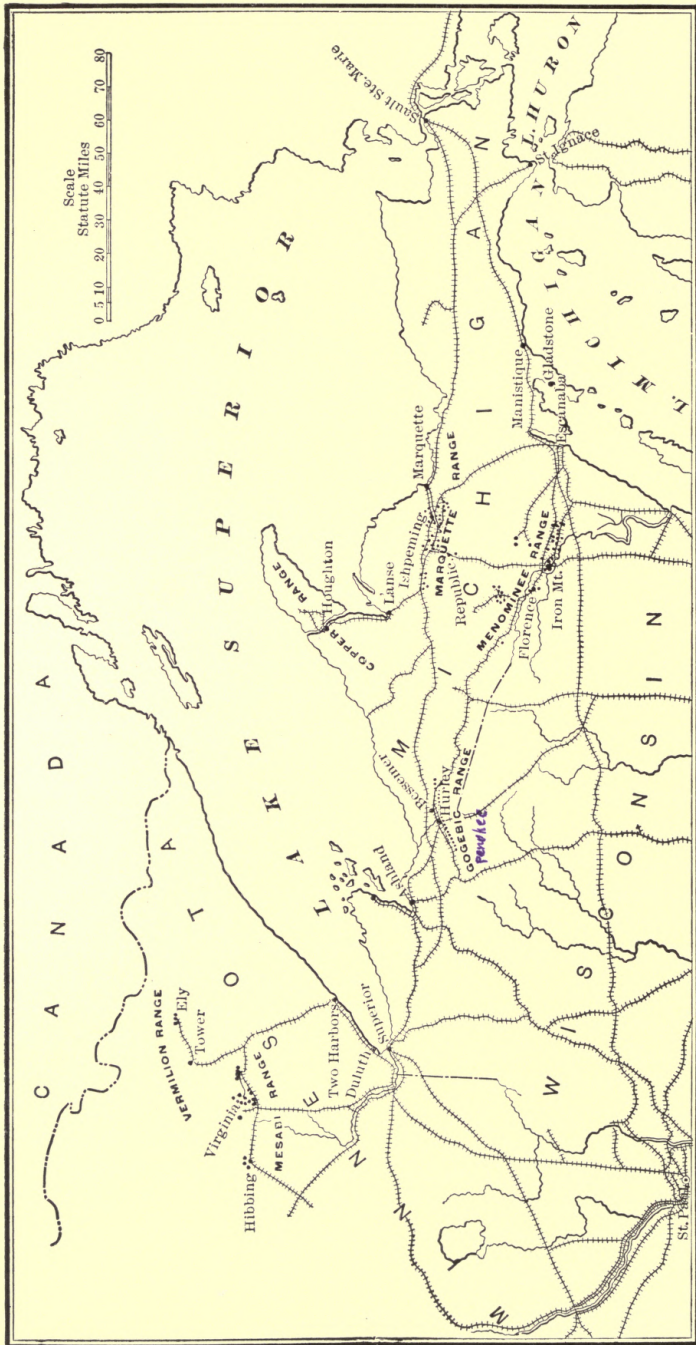 Scale
Statute Miles
0 5 10 20 30 40 50 60 70 80
CANADA
LAKE SUPERIOR
MINNESOTA
WISCONSIN
MICHIGAN
L. MICHIGAN
L. HURON
VERMILION RANGE
Ely
Tower
Virginia
MESABI RANGE
Hibbing
Two Harbors
Duluth
Superior
Ashland
Bessemer
Hurley
GOGEBIC RANGE
COPPER RANGE
Houghton
Lanse
Ishpeming
Marquette
MARQUETTE RANGE
Republic
MENOMINEE RANGE
Florence
Iron Mt.
Manistique
Gladstone
Escanaba
Sault Ste. Marie
St. Ignace
St. Paul